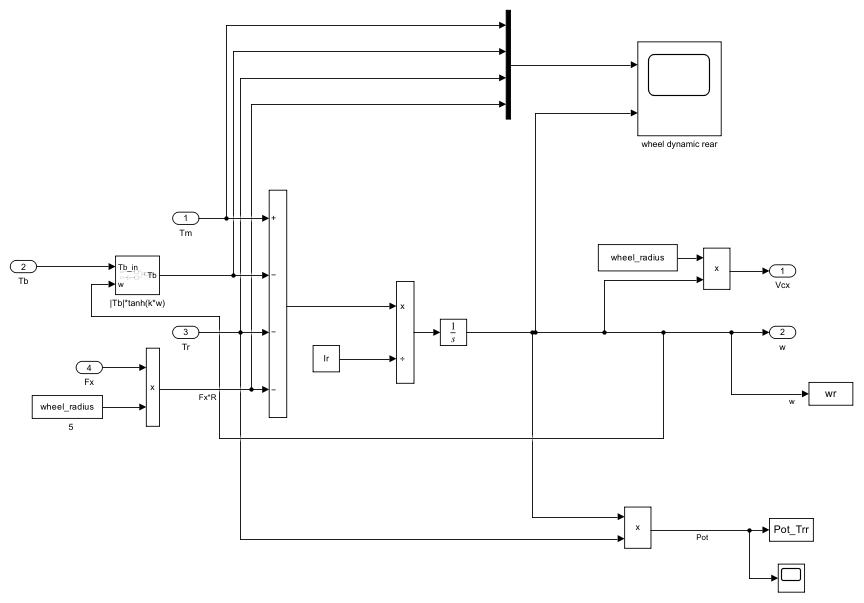 wheel dynamic rear
1
Tm
+
2
Tb
Tb_in
Tb
w
|Tb|*tanh(k*w)
−
3
Tr
−
4
Fx
wheel_radius
5
x
Fx*R
−
Ir
x
÷
1
s
wheel_radius
x
1
Vcx
2
w
w
wr
x
Pot
Pot_Trr